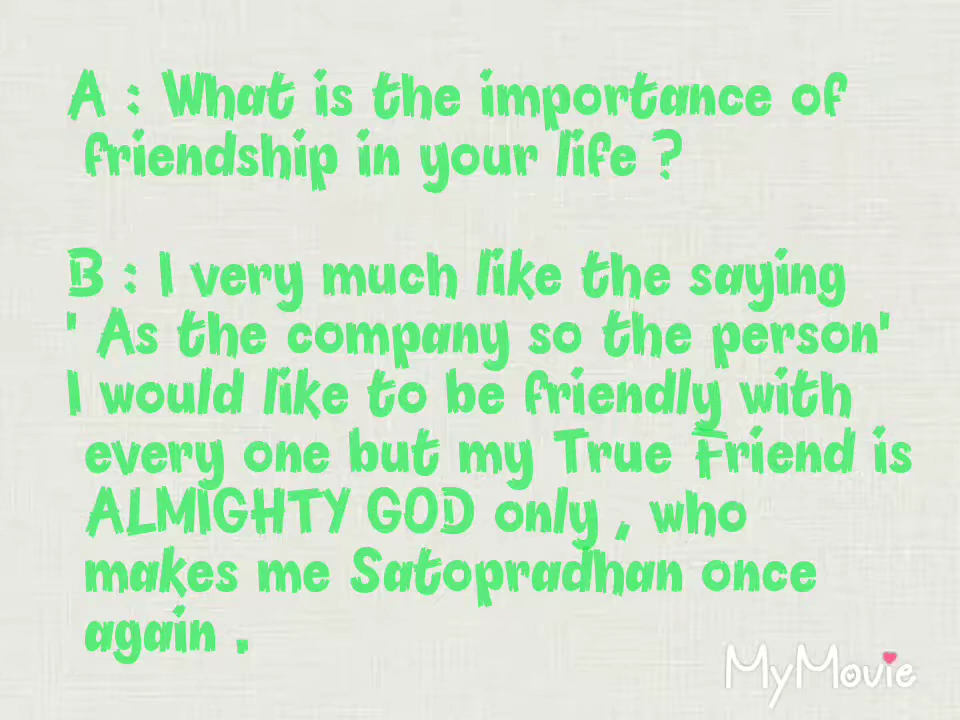 A : What is the importance of
friendship in your life ?
B : I very much like the saying
' As the company so the person'
I would like to be friendly with
every one but my True Friend is
ALMIGHTY GOD only , who
makes me Satopradhan once
again .
MyMovie